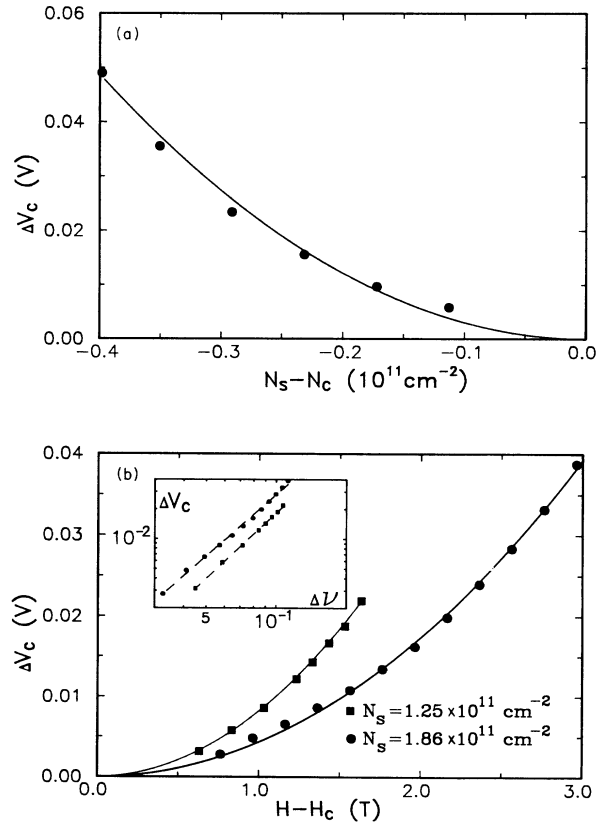 (a)
0.06
0.04
0.02
0.00
ΔVc (V)
−0.4 −0.3 −0.2 −0.1 0.0
Ns−Nc (10¹¹cm⁻²)
(b)
0.04
0.03
0.02
0.01
0.00
ΔVc (V)
ΔVc
10⁻²
5 10⁻¹
Δν
■ Ns=1.25×10¹¹ cm⁻²
● Ns=1.86×10¹¹ cm⁻²
0.0 1.0 2.0 3.0
H−Hc (T)